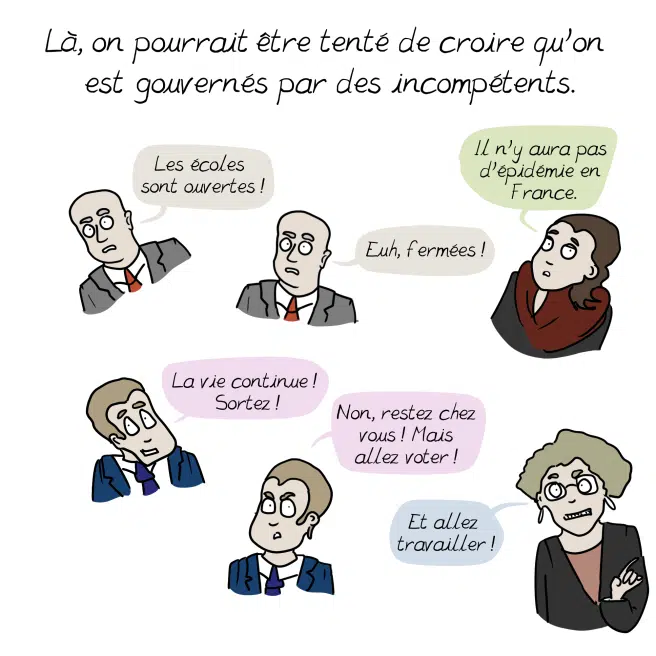 Là, on pourrait être tenté de croire qu'on
est gouvernés par des incompétents.
Les écoles
sont ouvertes !
Euh, fermées !
Il n'y aura pas
d'épidémie en
France.
La vie continue !
Sortez !
Non, restez chez
vous ! Mais
allez voter !
Et allez
travailler !